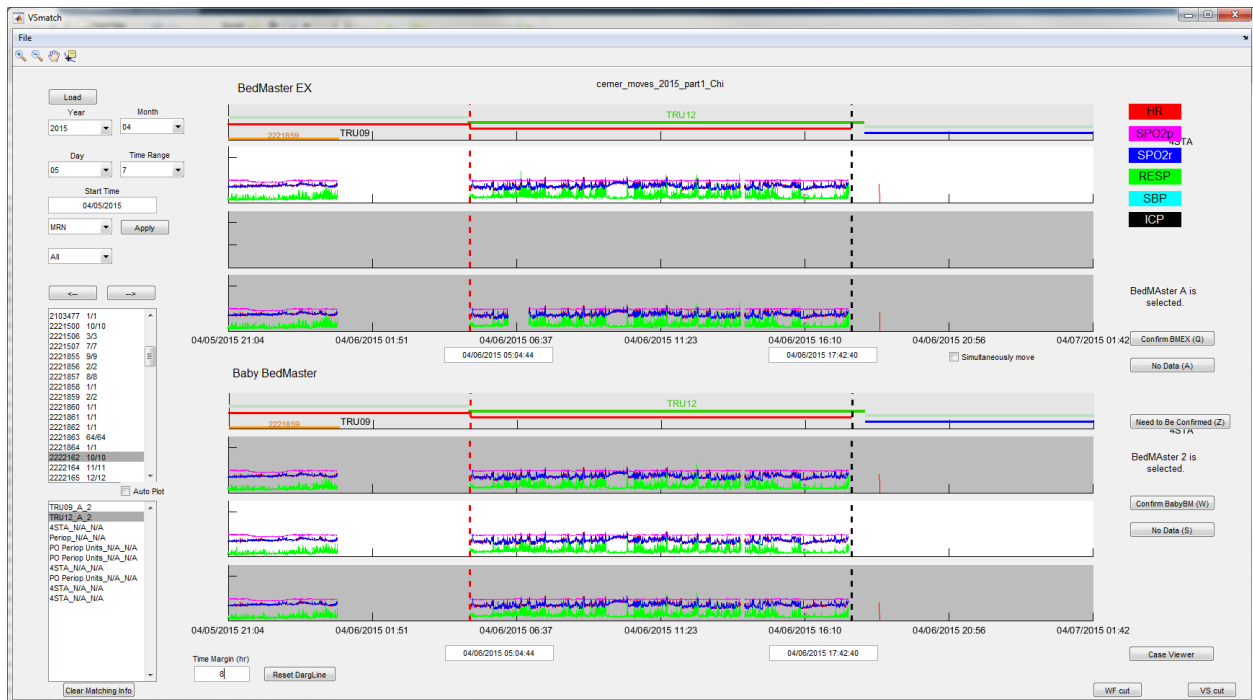 VSmatch
File
Load
Year Month
2015 04
Day Time Range
05 7
Start Time
04/05/2015
MRN Apply
All
<-- -->
2103477 1/1
2221500 10/10
2221506 3/3
2221507 7/7
2221855 9/9
2221856 2/2
2221857 8/8
2221858 1/1
2221859 2/2
2221860 1/1
2221861 1/1
2221862 1/1
2221863 64/64
2221864 1/1
2222162 10/10
2222164 11/11
2222165 12/12
Auto Plot
TRU09_A_2
TRU12_A_2
4STA_N/A_N/A
Periop_N/A_N/A
PO Periop Units_N/A_N/A
PO Periop Units_N/A_N/A
4STA_N/A_N/A
PO Periop Units_N/A_N/A
4STA_N/A_N/A
4STA_N/A_N/A
Clear Matching Info
BedMaster EX
cerner_moves_2015_part1_Chi
TRU12
2221859 TRU09
04/05/2015 21:04 04/06/2015 01:51 04/06/2015 06:37 04/06/2015 11:23 04/06/2015 16:10 04/06/2015 20:56 04/07/2015 01:42
04/06/2015 05:04:44 04/06/2015 17:42:40 Simultaneously move
Baby BedMaster
TRU12
2221859 TRU09
04/05/2015 21:04 04/06/2015 01:51 04/06/2015 06:37 04/06/2015 11:23 04/06/2015 16:10 04/06/2015 20:56 04/07/2015 01:42
04/06/2015 05:04:44 04/06/2015 17:42:40
Time Margin (hr)
8 Reset DargLine
HR
SPO2p
4STA
SPO2r
RESP
SBP
ICP
BedMAster A is
selected.
Confirm BMEX (Q)
No Data (A)
Need to Be Confirmed (Z)
4STA
BedMAster 2 is
selected.
Confirm BabyBM (W)
No Data (S)
Case Viewer
WF cut VS cut